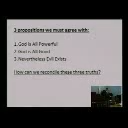 3 propositions we must agree with:
1. God is All Powerful
2. God is All Good
3. Nevertheless Evil Exists
How can we reconcile these three truths?